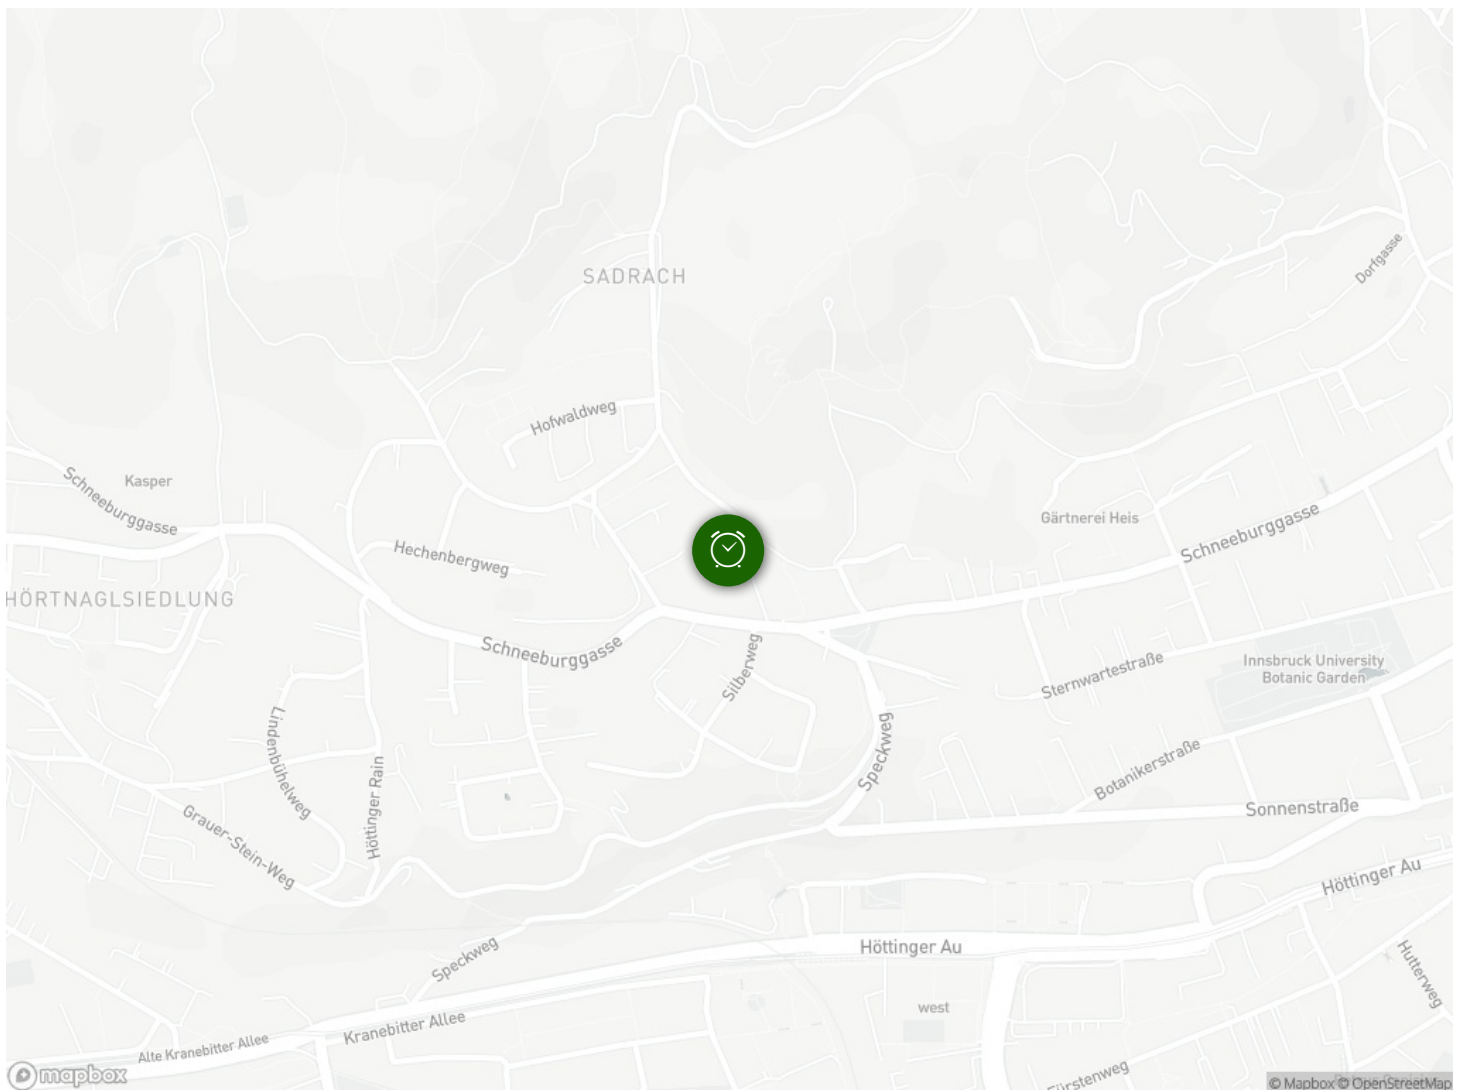 Dorfgasse
SADRACH
Hofwaldweg
Schneeburggasse
Kasper
Gärtnerei Heis
Schneeburggasse
Hechenbergweg
HÖRTNAGLSIEDLUNG
Schneeburggasse
Silberweg
Sternwartestraße
Innsbruck University
Botanic Garden
Lindenbühelweg
Höttinger Rain
Speckweg
Botanikerstraße
Sonnenstraße
Grauer-Stein-Weg
Höttinger Au
Speckweg
Höttinger Au
Hutterweg
west
Kranebitter Allee
Alte Kranebitter Allee
Fürstenweg
mapbox
© Mapbox © OpenStreetMap